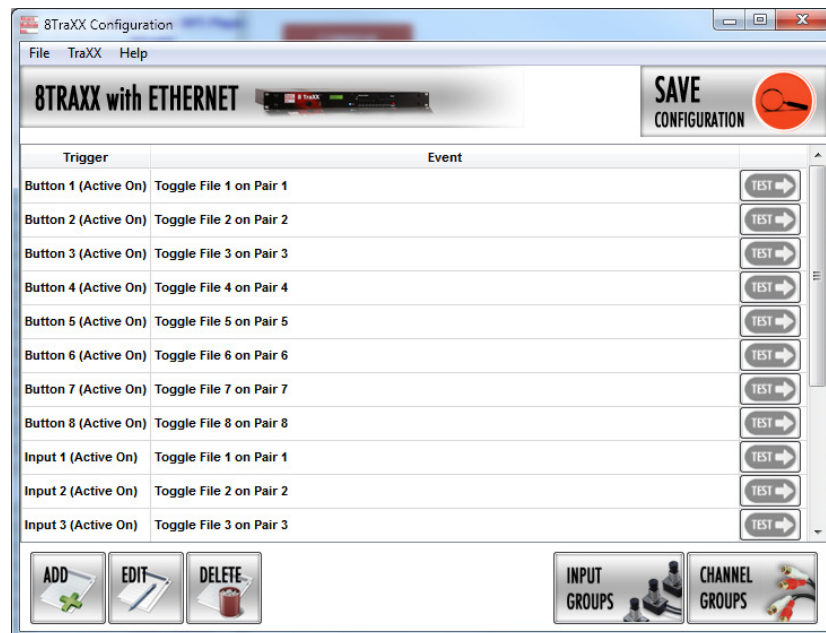 8TraXX Configuration
File TraXX Help
8TRAXX with ETHERNET
8 TraXX
SAVE
CONFIGURATION
Trigger Event
Button 1 (Active On) Toggle File 1 on Pair 1 TEST
Button 2 (Active On) Toggle File 2 on Pair 2 TEST
Button 3 (Active On) Toggle File 3 on Pair 3 TEST
Button 4 (Active On) Toggle File 4 on Pair 4 TEST
Button 5 (Active On) Toggle File 5 on Pair 5 TEST
Button 6 (Active On) Toggle File 6 on Pair 6 TEST
Button 7 (Active On) Toggle File 7 on Pair 7 TEST
Button 8 (Active On) Toggle File 8 on Pair 8 TEST
Input 1 (Active On) Toggle File 1 on Pair 1 TEST
Input 2 (Active On) Toggle File 2 on Pair 2 TEST
Input 3 (Active On) Toggle File 3 on Pair 3 TEST
ADD EDIT DELETE
INPUT
GROUPS
CHANNEL
GROUPS